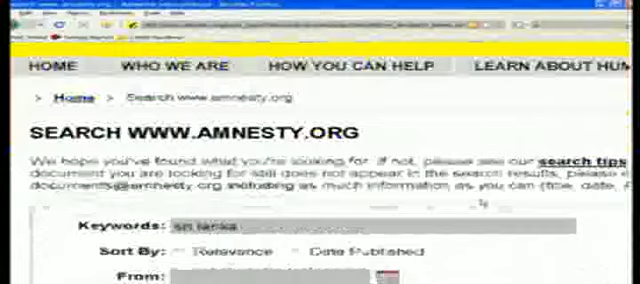 HOME WHO WE ARE HOW YOU CAN HELP LEARN ABOUT HUM
> Home > Search www.amnesty.org
SEARCH WWW.AMNESTY.ORG
We hope you've found what you're looking for. If not, please see our search tips
document you are looking for still does not appear in the search results, please e
documents@amnesty.org including as much information as you can (title, date,
Keywords: sri lanka
Sort By: Relevance Date Published
From: